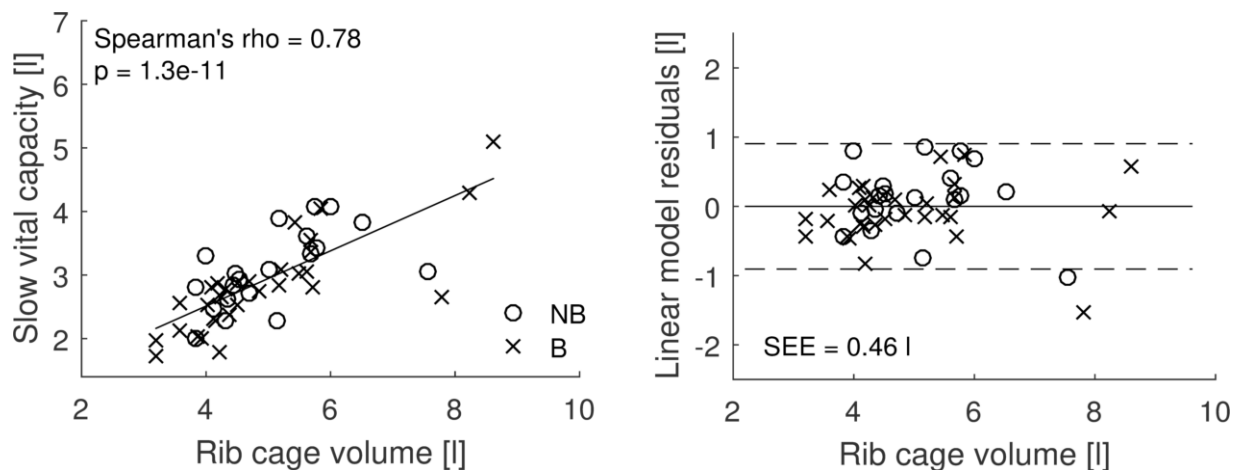 Spearman's rho = 0.78
p = 1.3e-11
Slow vital capacity [l]
7
6
5
4
3
2
NB
B
2 4 6 8 10
Rib cage volume [l]
Linear model residuals [l]
2
1
0
-1
-2
SEE = 0.46 l
2 4 6 8 10
Rib cage volume [l]